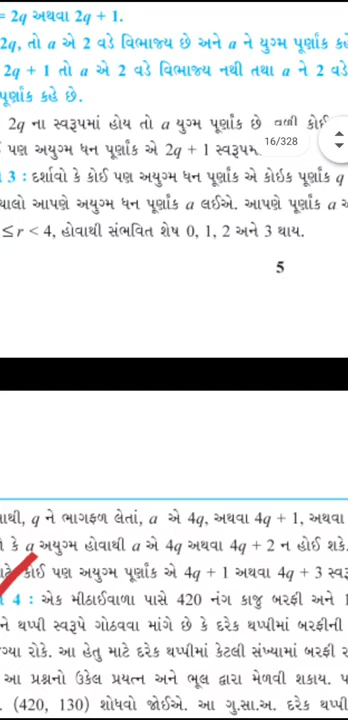 = 2q અથવા 2q + 1.
2q, તો a એ 2 વડે વિભાજ્ય છે અને a ને યુગ્મ પૂર્ણાંક કહે
2q + 1 તો a એ 2 વડે વિભાજ્ય નથી તથા a ને 2 વડે
પૂર્ણાંક કહે છે.
2q ના સ્વરૂપમાં હોય તો a યુગ્મ પૂર્ણાંક છે વળી કોઈ
પણ અયુગ્મ ધન પૂર્ણાંક એ 2q + 1 સ્વરૂપમ
16/328
3 : દર્શાવો કે કોઈ પણ અયુગ્મ ધન પૂર્ણાંક એ કોઈક પૂર્ણાંક q
ચાલો આપણે અયુગ્મ ધન પૂર્ણાંક a લઈએ. આપણે પૂર્ણાંક a
≤ r < 4, હોવાથી સંભવિત શેષ 0, 1, 2 અને 3 થાય.
5
q ને ભાગફળ લેતાં, a એ 4q, અથવા 4q + 1, અથવા
કે a અયુગ્મ હોવાથી a એ 4q અથવા 4q + 2 ન હોઈ શકે.
કોઈ પણ અયુગ્મ પૂર્ણાંક એ 4q + 1 અથવા 4q + 3 સ્વરૂ
4 : એક મીઠાઈવાળા પાસે 420 નંગ કાજુ બરફી અને 1
ને થપ્પી સ્વરૂપે ગોઠવવા માંગે છે કે દરેક થપ્પીમાં બરફીની
ગ્યા રોકે. આ હેતુ માટે દરેક થપ્પીમાં કેટલી સંખ્યામાં બરફી ર
આ પ્રશ્નનો ઉકેલ પ્રયત્ન અને ભૂલ દ્વારા મેળવી શકાય. પ
. (420, 130) શોધવો જોઈએ. આ ગુ.સા.અ. દરેક થપ્પી